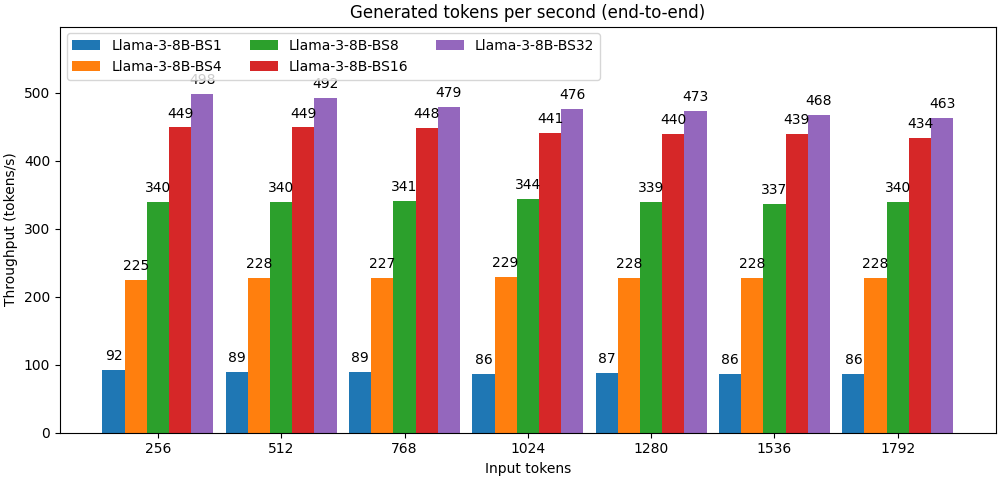 Generated tokens per second (end-to-end)
Llama-3-8B-BS1 Llama-3-8B-BS8 Llama-3-8B-BS32
Llama-3-8B-BS4 Llama-3-8B-BS16
498 492 479 476 473 468 463
449 449 448 441 440 439 434
340 340 341 344 339 337 340
225 228 227 229 228 228 228
92 89 89 86 87 86 86
500
400
300
200
100
0
Throughput (tokens/s)
256 512 768 1024 1280 1536 1792
Input tokens